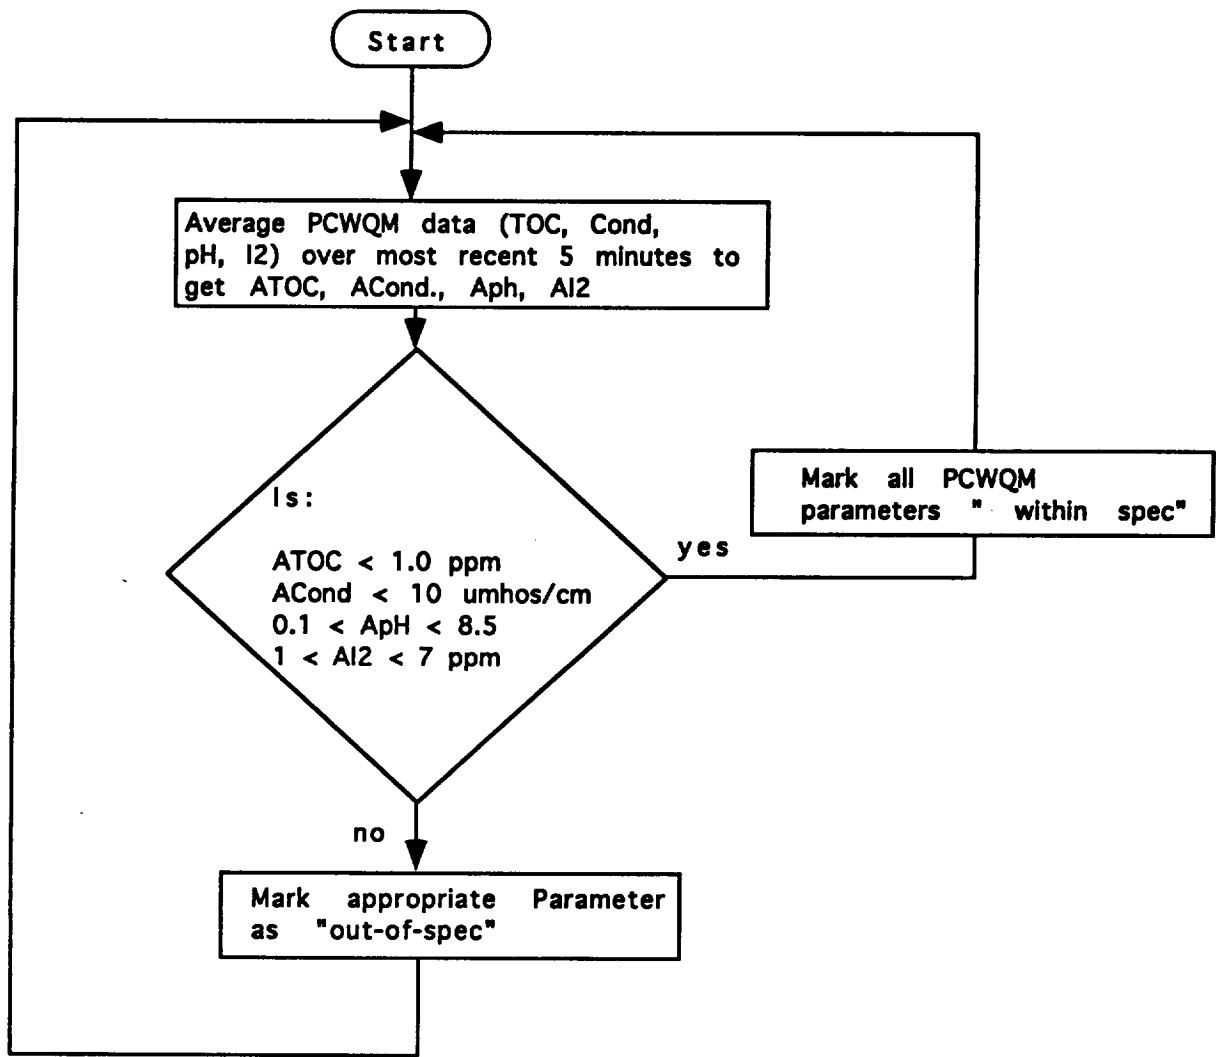 Start
Average PCWQM data (TOC, Cond,
pH, I2) over most recent 5 minutes to
get ATOC, ACond., Aph, AI2
Is:
ATOC < 1.0 ppm
ACond < 10 umhos/cm
0.1 < ApH < 8.5
1 < AI2 < 7 ppm
yes
Mark all PCWQM
parameters " within spec"
no
Mark appropriate Parameter
as "out-of-spec"